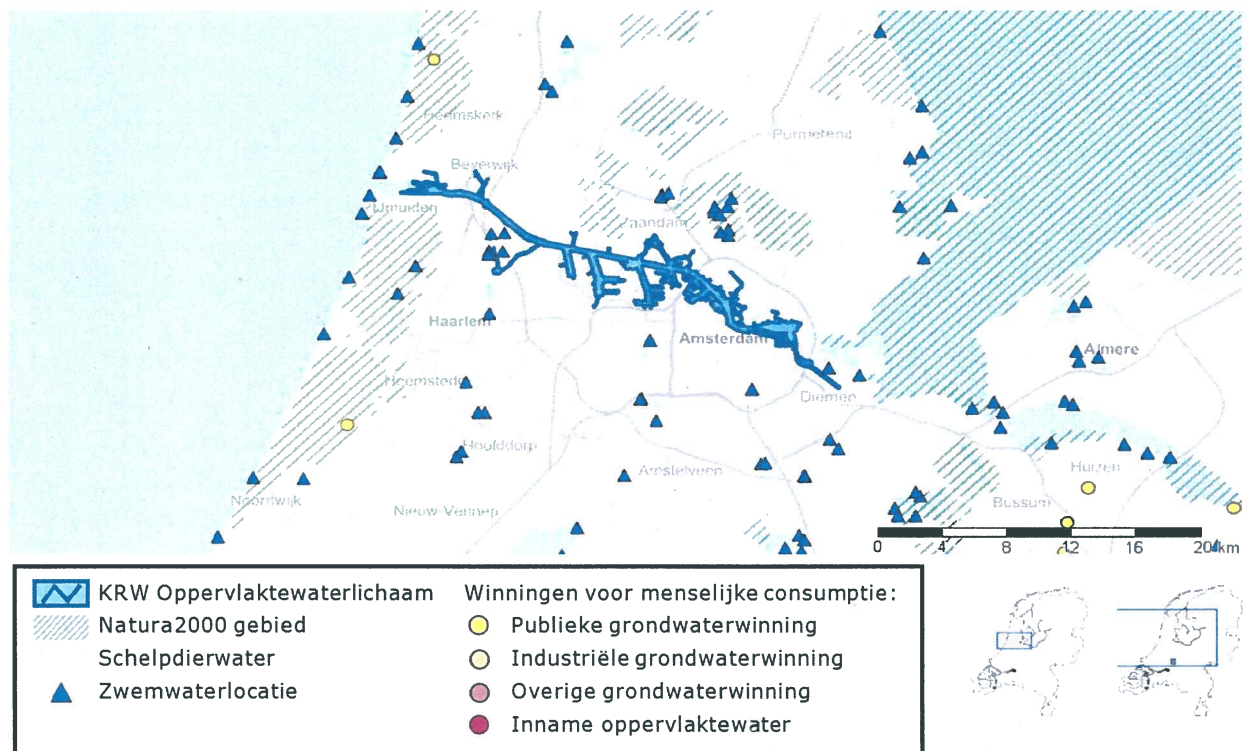 Heemskerk
Purmerend
Beverwijk
IJmuiden
Zaandam
Haarlem
Amsterdam
Almere
Heemstede
Diemen
Hoofddorp
Amstelveen
Huizen
Noordwijk
Nieuw-Vennep
Bussum
0 4 8 12 16 20 km
KRW Oppervlaktewaterlichaam
Natura2000 gebied
Schelpdierwater
Zwemwaterlocatie
Winningen voor menselijke consumptie:
Publieke grondwaterwinning
Industriële grondwaterwinning
Overige grondwaterwinning
Inname oppervlaktewater